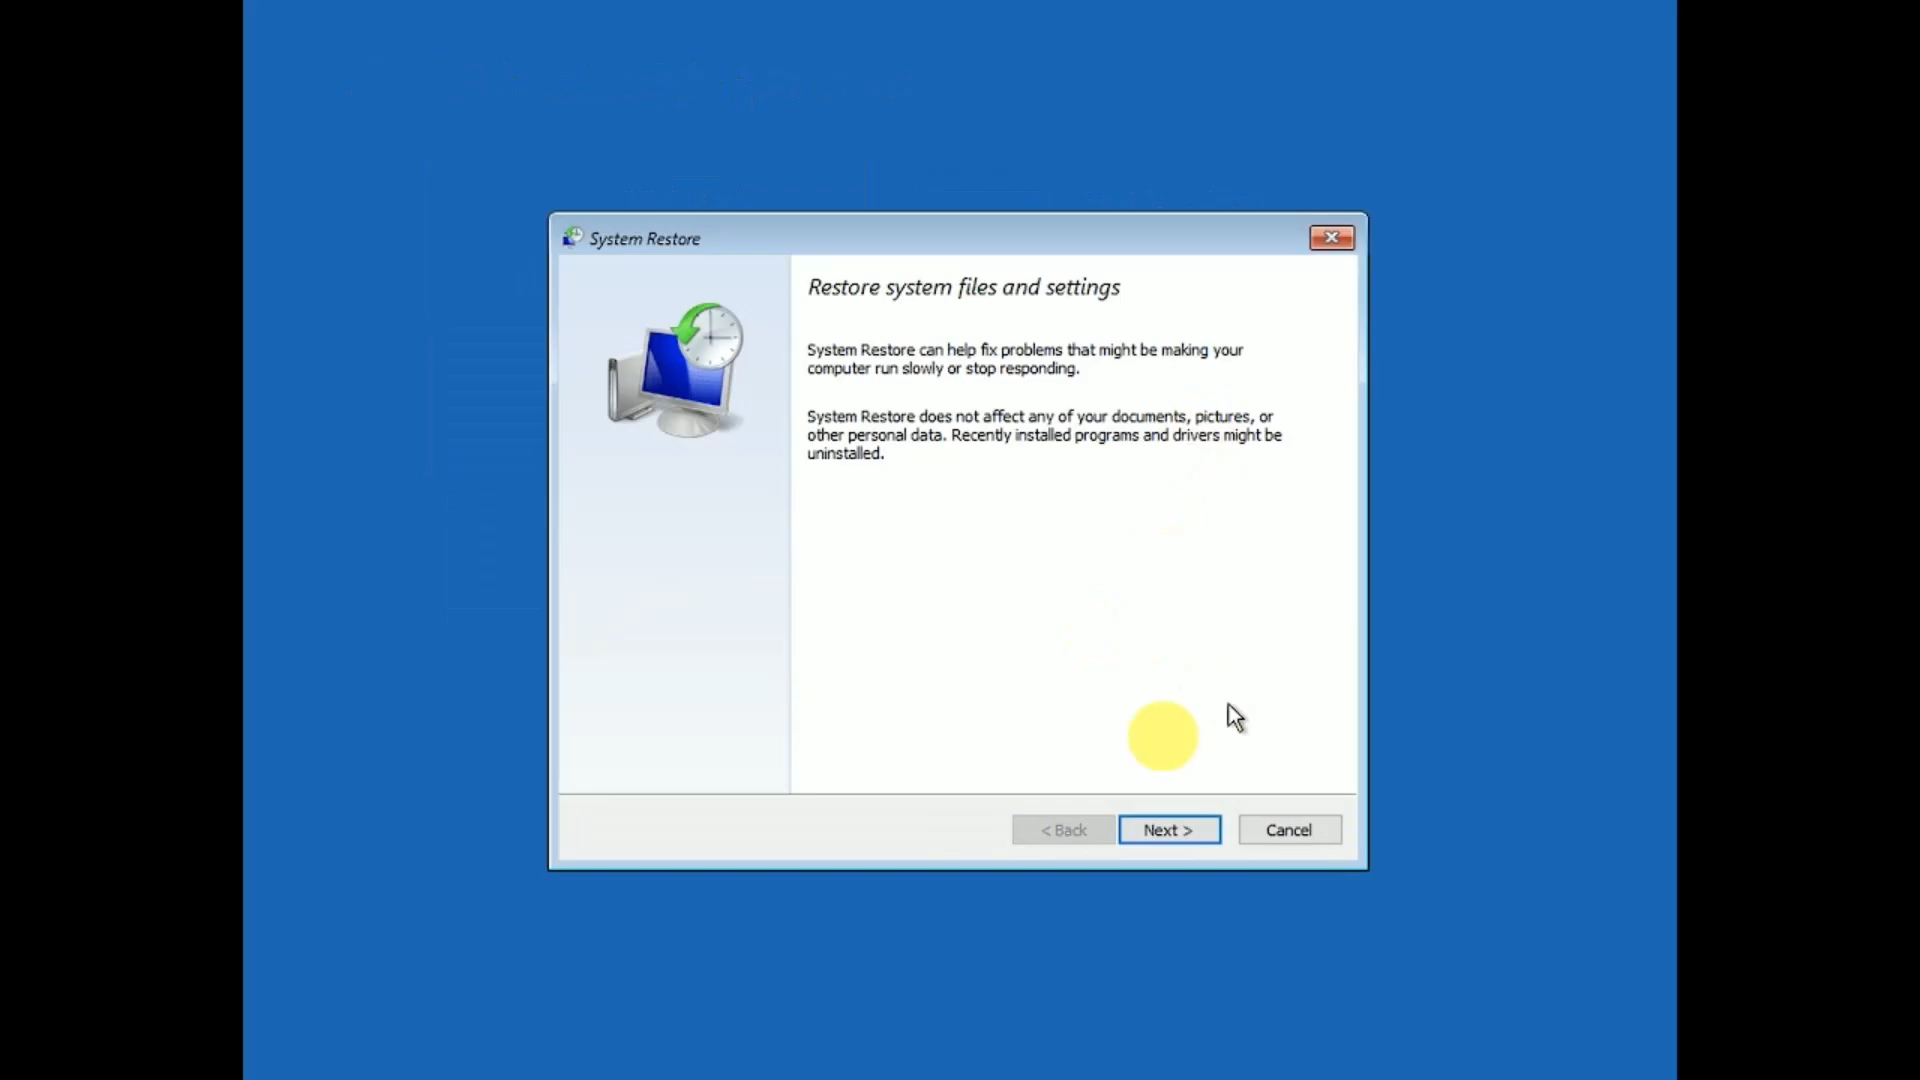 System Restore
Restore system files and settings
System Restore can help fix problems that might be making your
computer run slowly or stop responding.
System Restore does not affect any of your documents, pictures, or
other personal data. Recently installed programs and drivers might be
uninstalled.
< Back
Next >
Cancel